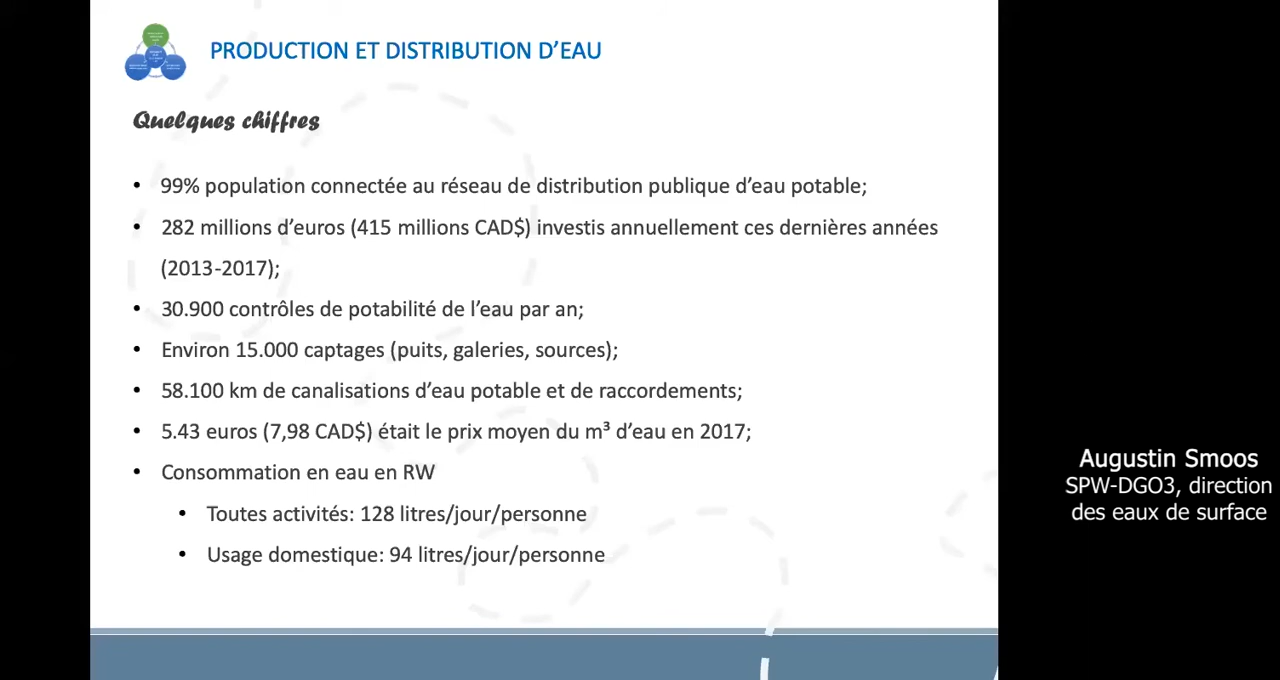 PRODUCTION ET DISTRIBUTION D’EAU
Quelques chiffres
• 99% population connectée au réseau de distribution publique d’eau potable;
• 282 millions d’euros (415 millions CAD$) investis annuellement ces dernières années
(2013-2017);
• 30.900 contrôles de potabilité de l’eau par an;
• Environ 15.000 captages (puits, galeries, sources);
• 58.100 km de canalisations d’eau potable et de raccordements;
• 5.43 euros (7,98 CAD$) était le prix moyen du m³ d’eau en 2017;
• Consommation en eau en RW
• Toutes activités: 128 litres/jour/personne
• Usage domestique: 94 litres/jour/personne
Augustin Smoos
SPW-DGO3, direction
des eaux de surface